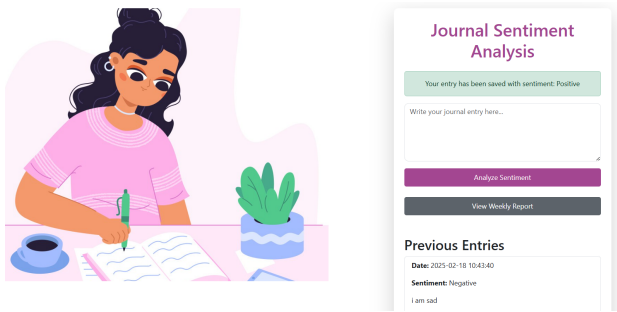 Journal Sentiment
Analysis
Your entry has been saved with sentiment: Positive
Write your journal entry here...
Analyze Sentiment
View Weekly Report
Previous Entries
Date: 2025-02-18 10:43:40
Sentiment: Negative
i am sad